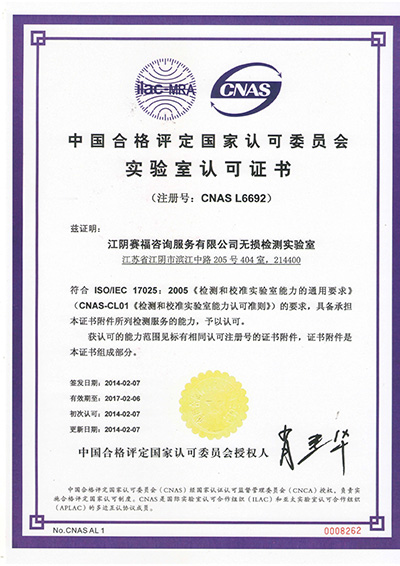 ilac-MRA
CNAS
中国合格评定国家认可委员会
实验室认可证书
（注册号：CNAS L6692）
兹证明：
江阴赛福咨询服务有限公司无损检测实验室
江苏省江阴市滨江中路 205 号 404 室，214400
符合 ISO/IEC 17025：2005《检测和校准实验室能力的通用要求》
（CNAS-CL01《检测和校准实验室能力认可准则》）的要求，具备承担
本证书附件所列检测服务的能力，予以认可。
获认可的能力范围见标有相同认可注册号的证书附件，证书附件是
本证书组成部分。
签发日期：2014-02-07
有效期至：2017-02-06
初次认可：2014-02-07
更新日期：2014-02-07
中国合格评定国家认可委员会授权人
中国合格评定国家认可委员会（CNAS）经国家认证认可监督管理委员会（CNCA）授权，负责实
施合格评定国家认可制度。CNAS是国际实验室认可合作组织（ILAC）和亚太实验室认可合作组织
（APLAC）的多边互认协议成员。
No.CNAS AL 1
0008262